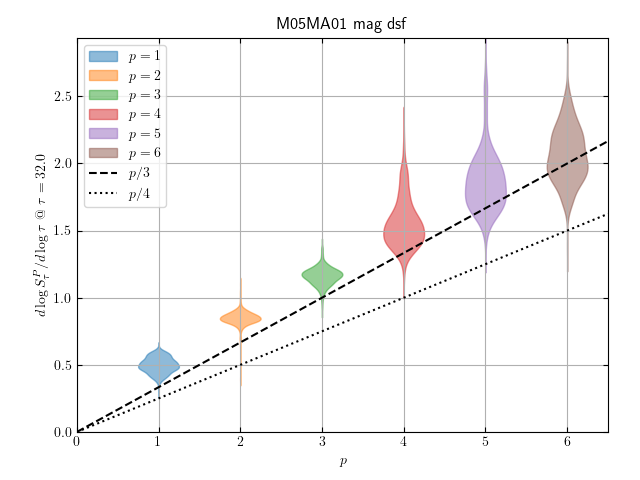 M05MA01 mag dsf
p = 1
p = 2
p = 3
p = 4
p = 5
p = 6
p/3
p/4
d log S_τ^P / d log τ @ τ = 32.0
2.5
2.0
1.5
1.0
0.5
0.0
0 1 2 3 4 5 6
p